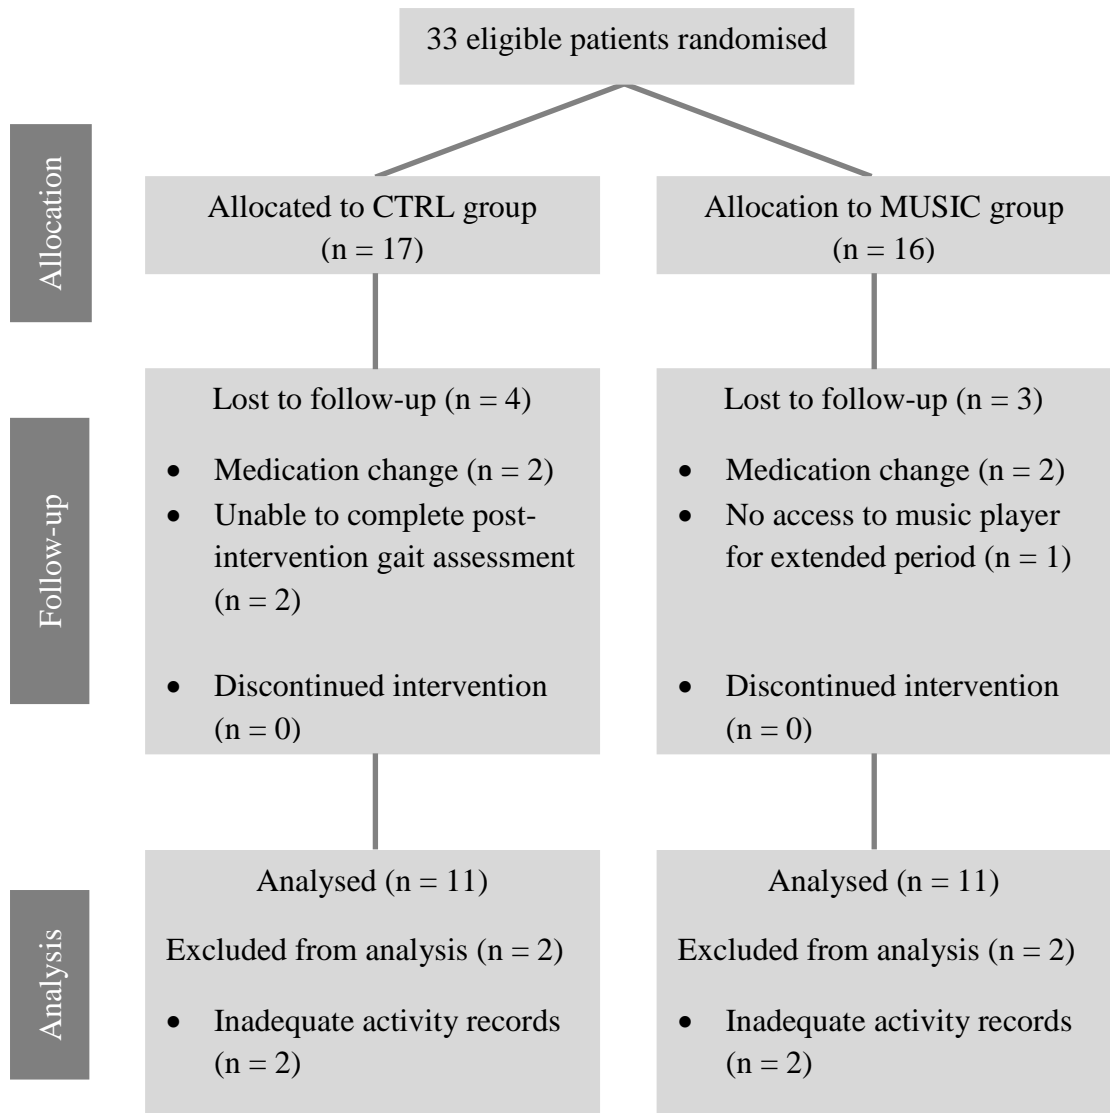 33 eligible patients randomised
Allocation
Allocated to CTRL group
(n = 17)
Allocation to MUSIC group
(n = 16)
Follow-up
Lost to follow-up (n = 4)
• Medication change (n = 2)
• Unable to complete post-
intervention gait assessment
(n = 2)
• Discontinued intervention
(n = 0)
Lost to follow-up (n = 3)
• Medication change (n = 2)
• No access to music player
for extended period (n = 1)
• Discontinued intervention
(n = 0)
Analysis
Analysed (n = 11)
Excluded from analysis (n = 2)
• Inadequate activity records
(n = 2)
Analysed (n = 11)
Excluded from analysis (n = 2)
• Inadequate activity records
(n = 2)